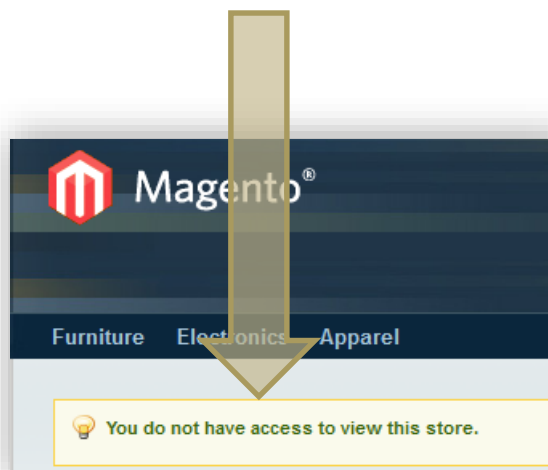 Magento®
Furniture Electronics Apparel
You do not have access to view this store.